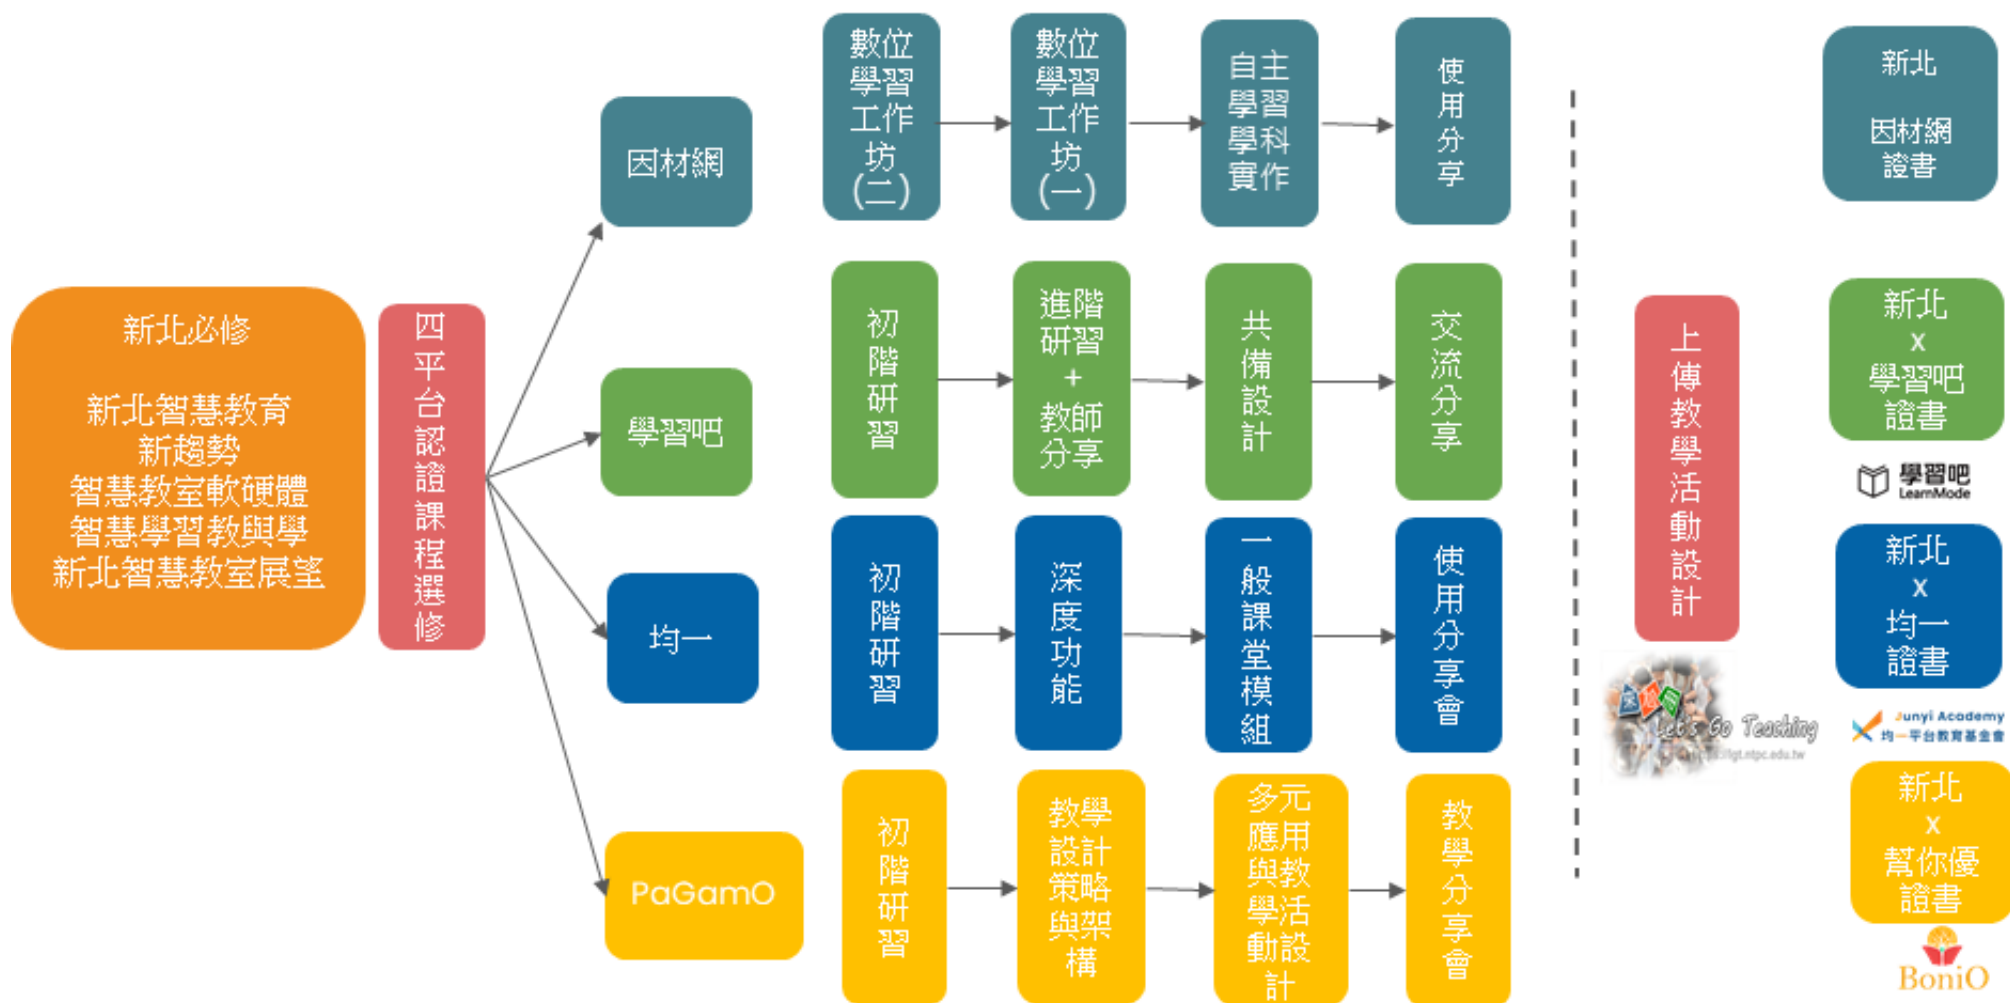 新北必修
新北智慧教育
新趨勢
智慧教室軟硬體
智慧學習教與學
新北智慧教室展望
四平台認證課程選修
因材網
數位
學習
工作
坊
(二)
數位
學習
工作
坊
(一)
自主
學習
學科
實作
使用分享
學習吧
初階研習
進階
研習
+
教師
分享
共備設計
交流分享
均一
初階研習
深度功能
一般課堂模組
使用分享會
PaGamO
初階研習
教學
設計
策略
與架
構
多元
應用
與教
學活
動設
計
教學分享會
上傳教學活動設計
Let's Go Teaching
新北
因材網
證書
新北
x
學習吧
證書
學習吧
LearnMode
新北
x
均一
證書
Junyi Academy
均一平台教育基金會
新北
x
幫你優
證書
BoniO